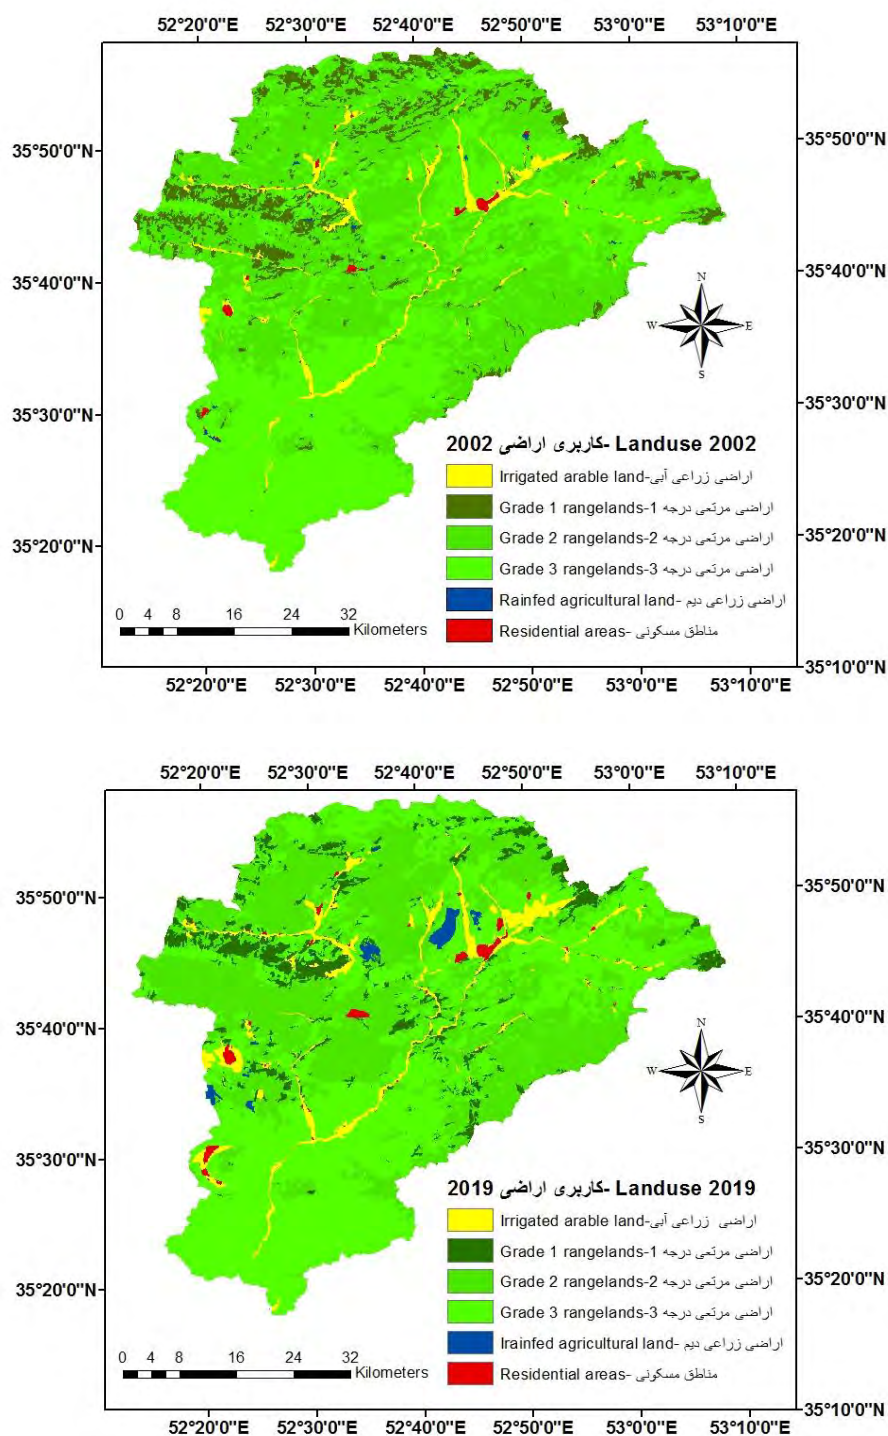 52°20'0"E 52°30'0"E 52°40'0"E 52°50'0"E 53°0'0"E 53°10'0"E
35°50'0"N
35°40'0"N
35°30'0"N
35°20'0"N
35°50'0"N
35°40'0"N
35°30'0"N
35°20'0"N
35°10'0"N
N
W E
S
2002 کاربری اراضی- Landuse 2002
Irrigated arable land-اراضی زراعی آبی
Grade 1 rangelands-1 اراضی مرتعی درجه
Grade 2 rangelands-2 اراضی مرتعی درجه
Grade 3 rangelands-3 اراضی مرتعی درجه
Rainfed agricultural land- اراضی زراعی دیم
Residential areas- مناطق مسکونی
0 4 8 16 24 32
Kilometers
52°20'0"E 52°30'0"E 52°40'0"E 52°50'0"E 53°0'0"E 53°10'0"E
52°20'0"E 52°30'0"E 52°40'0"E 52°50'0"E 53°0'0"E 53°10'0"E
35°50'0"N
35°40'0"N
35°30'0"N
35°20'0"N
35°50'0"N
35°40'0"N
35°30'0"N
35°20'0"N
35°10'0"N
N
W E
S
2019 کاربری اراضی- Landuse 2019
Irrigated arable land-اراضی زراعی آبی
Grade 1 rangelands-1 اراضی مرتعی درجه
Grade 2 rangelands-2 اراضی مرتعی درجه
Grade 3 rangelands-3 اراضی مرتعی درجه
Irainfed agricultural land- اراضی زراعی دیم
Residential areas- مناطق مسکونی
0 4 8 16 24 32
Kilometers
52°20'0"E 52°30'0"E 52°40'0"E 52°50'0"E 53°0'0"E 53°10'0"E